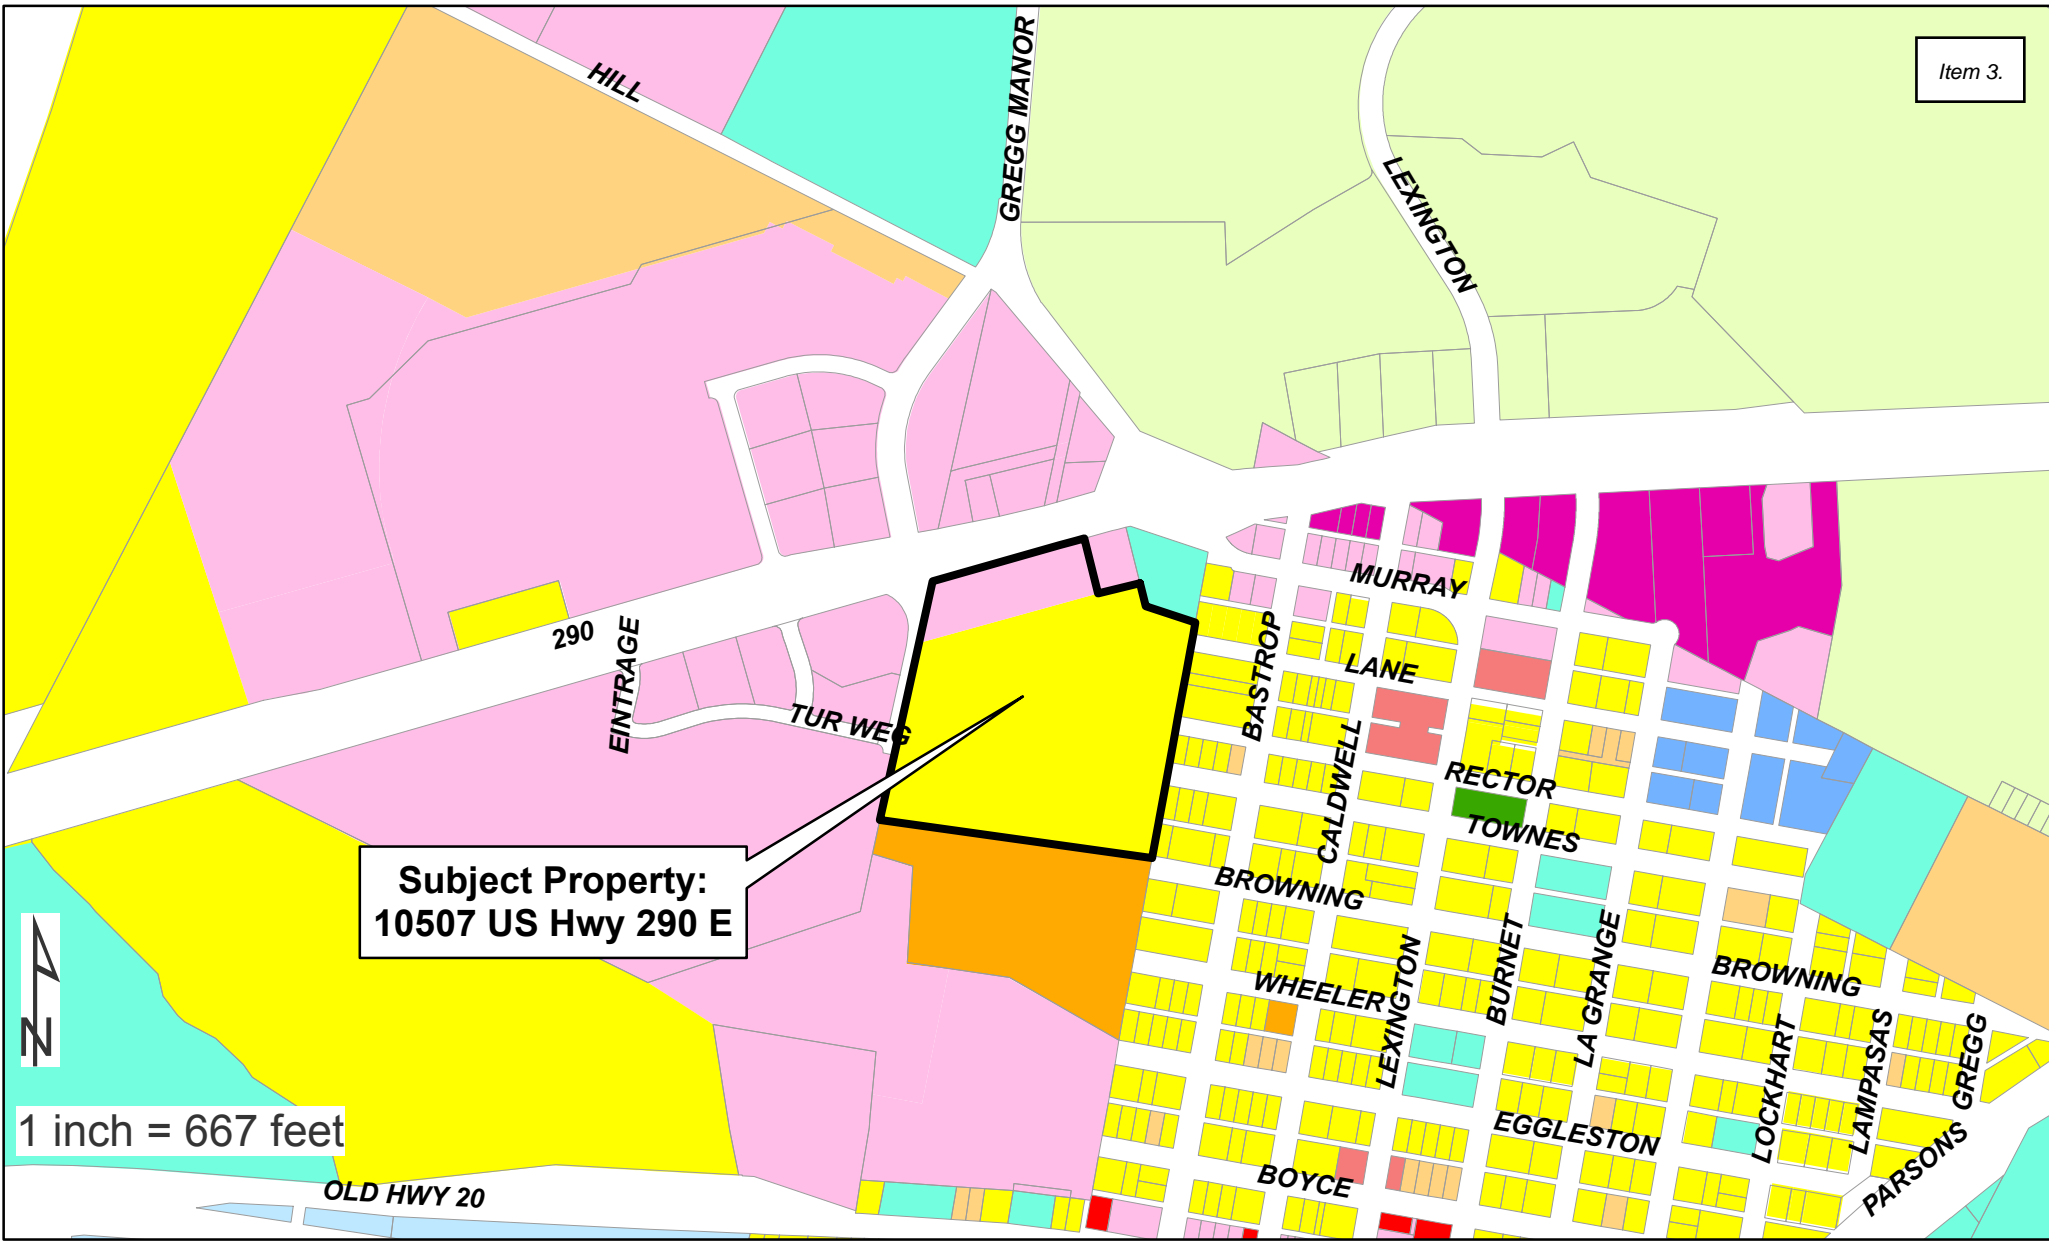 Item 3.
HILL
GREGG MANOR
LEXINGTON
290
EINTRAGE
TUR WEG
MURRAY
BASTROP
LANE
CALDWELL
RECTOR
TOWNES
BROWNING
Subject Property:
10507 US Hwy 290 E
WHEELER
LEXINGTON
BURNET
LA GRANGE
BROWNING
LOCKHART
LAMPASAS
GREGG
N
1 inch = 667 feet
EGGLESTON
BOYCE
PARSONS
OLD HWY 20